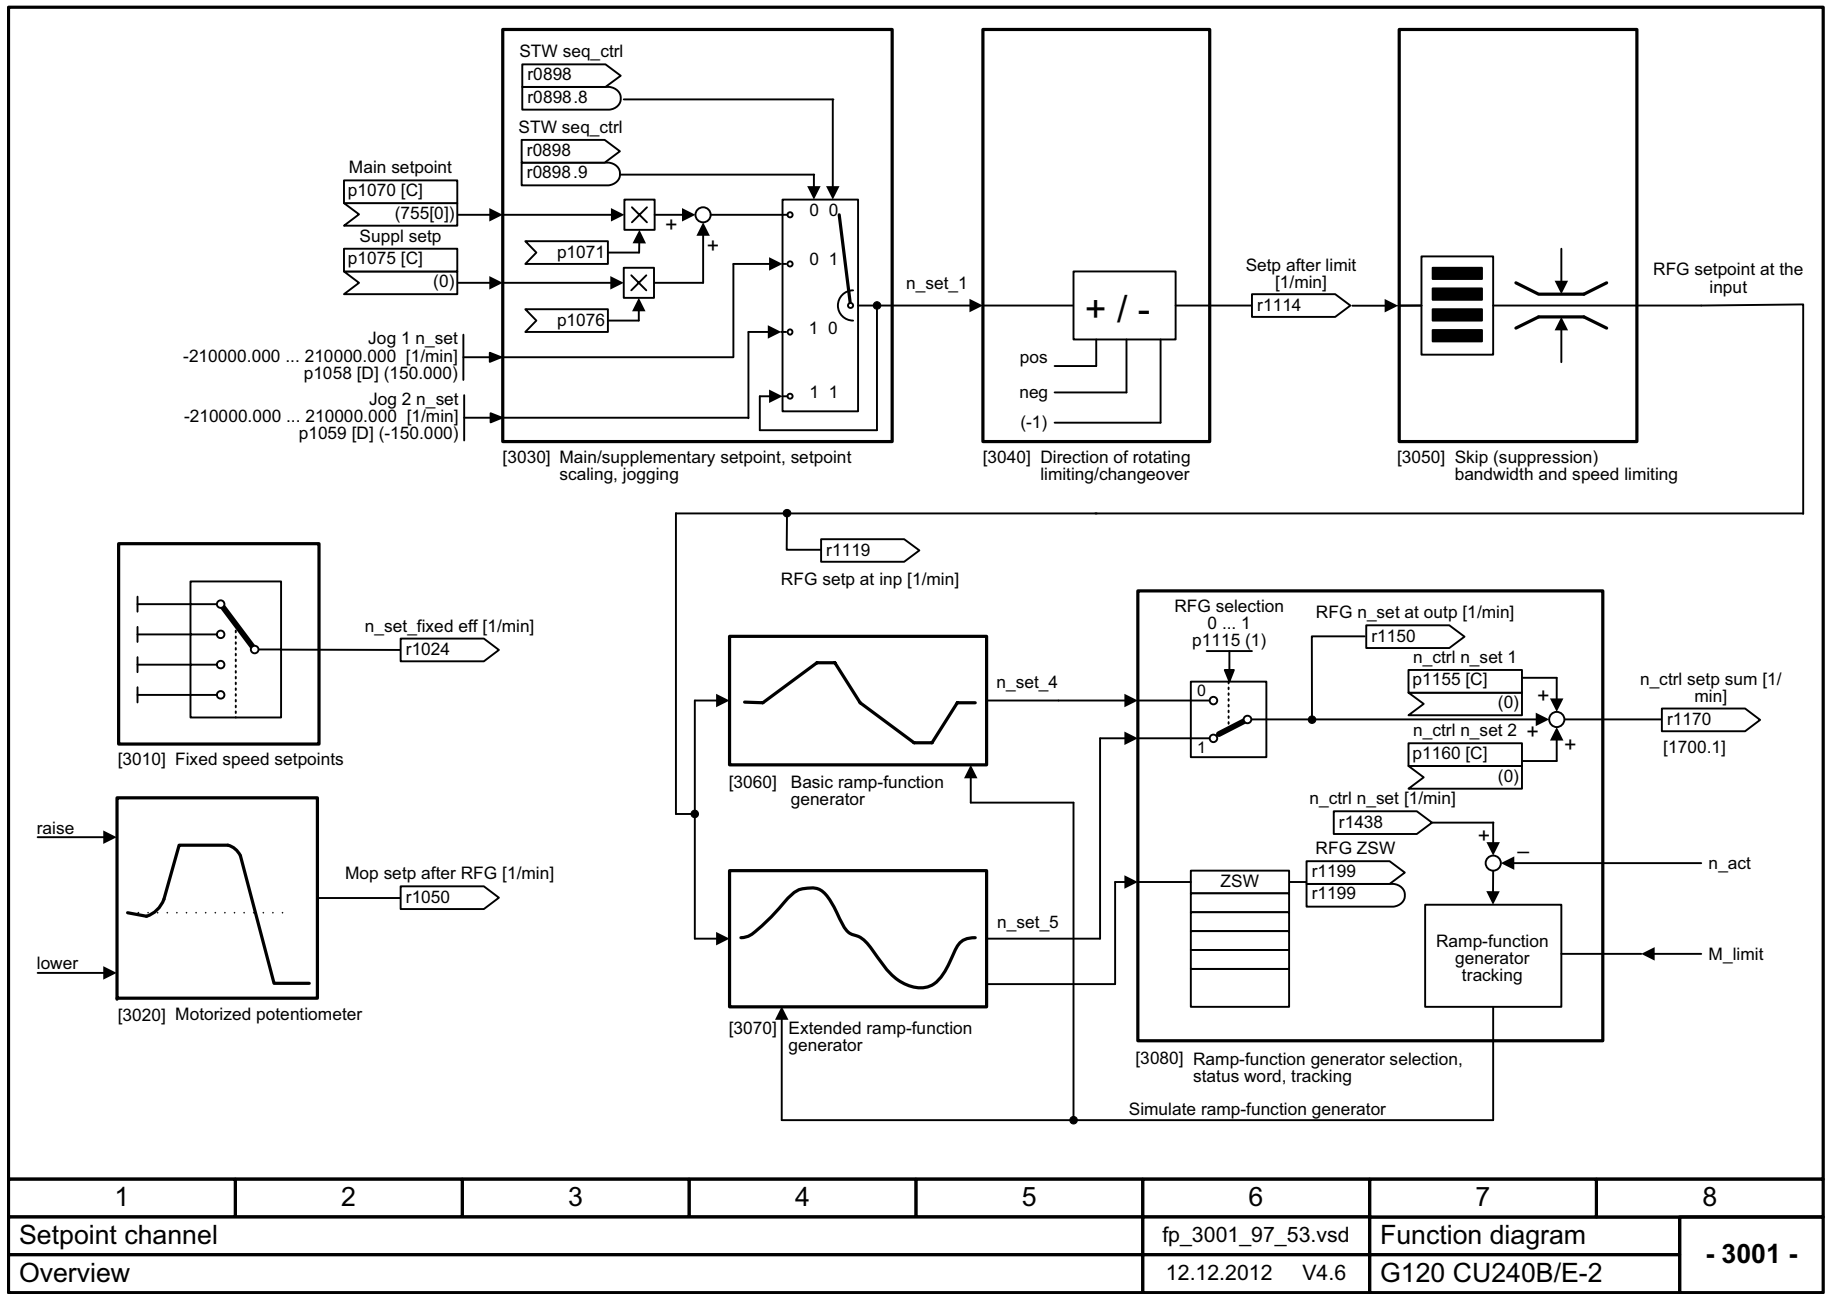 STW seq_ctrl
r0898
r0898.8
STW seq_ctrl
r0898
r0898.9
Main setpoint
p1070 [C]
(755[0])
Suppl setp
p1075 [C]
(0)
p1071
p1076
+
+
0 0
0 1
1 0
1 1
Jog 1 n_set
-210000.000 ... 210000.000 [1/min]
p1058 [D] (150.000)
Jog 2 n_set
-210000.000 ... 210000.000 [1/min]
p1059 [D] (-150.000)
[3030] Main/supplementary setpoint, setpoint
scaling, jogging
n_set_1
+ / -
pos
neg
(-1)
[3040] Direction of rotating
limiting/changeover
Setp after limit
[1/min]
r1114
[3050] Skip (suppression)
bandwidth and speed limiting
RFG setpoint at the
input
r1119
RFG setp at inp [1/min]
n_set_fixed eff [1/min]
r1024
[3010] Fixed speed setpoints
raise
lower
Mop setp after RFG [1/min]
r1050
[3020] Motorized potentiometer
n_set_4
[3060] Basic ramp-function
generator
n_set_5
[3070] Extended ramp-function
generator
RFG selection
0 ... 1
p1115 (1)
0
1
RFG n_set at outp [1/min]
r1150
n_ctrl n_set 1
p1155 [C]
(0)
+
+
+
n_ctrl n_set 2
p1160 [C]
(0)
n_ctrl setp sum [1/
min]
r1170
[1700.1]
n_ctrl n_set [1/min]
r1438
+
–
n_act
RFG ZSW
r1199
r1199
ZSW
Ramp-function
generator
tracking
M_limit
[3080] Ramp-function generator selection,
status word, tracking
Simulate ramp-function generator
1 2 3 4 5 6 7 8
Setpoint channel
fp_3001_97_53.vsd
Function diagram
- 3001 -
Overview
12.12.2012 V4.6
G120 CU240B/E-2